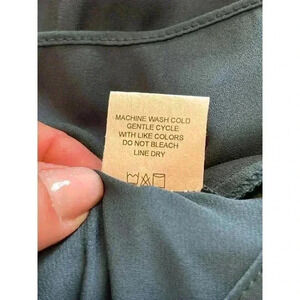 MACHINE WASH COLD
GENTLE CYCLE
WITH LIKE COLORS
DO NOT BLEACH
LINE DRY